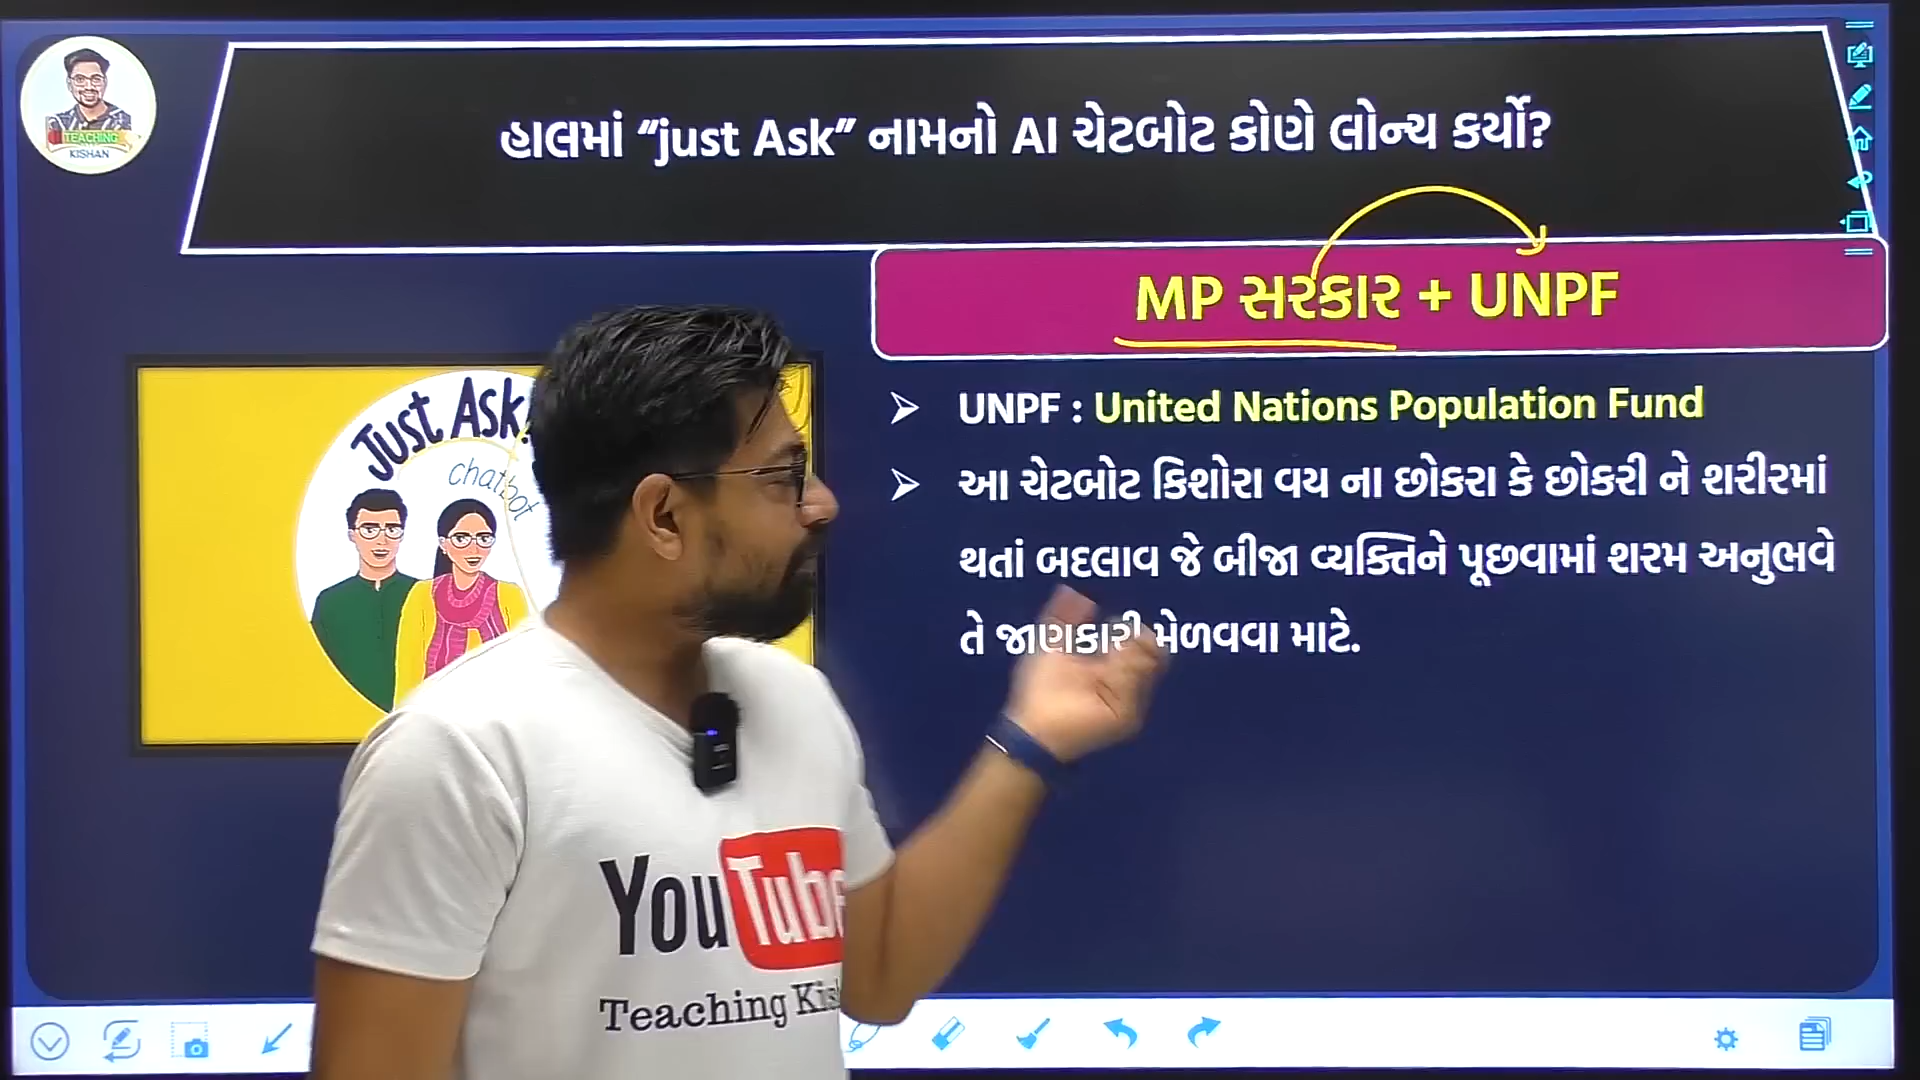 TEACHING
KISHAN
હાલમાં “just Ask” નામનો AI ચેટબોટ કોણે લોન્ચ કર્યો?
MP સરકાર + UNPF
UNPF : United Nations Population Fund
આ ચેટબોટ કિશોરા વય ના છોકરા કે છોકરી ને શરીરમાં
થતાં બદલાવ જે બીજા વ્યક્તિને પૂછવામાં શરમ અનુભવે
તે જાણકારી મેળવવા માટે.
Just Ask
chatbot
YouTube
Teaching